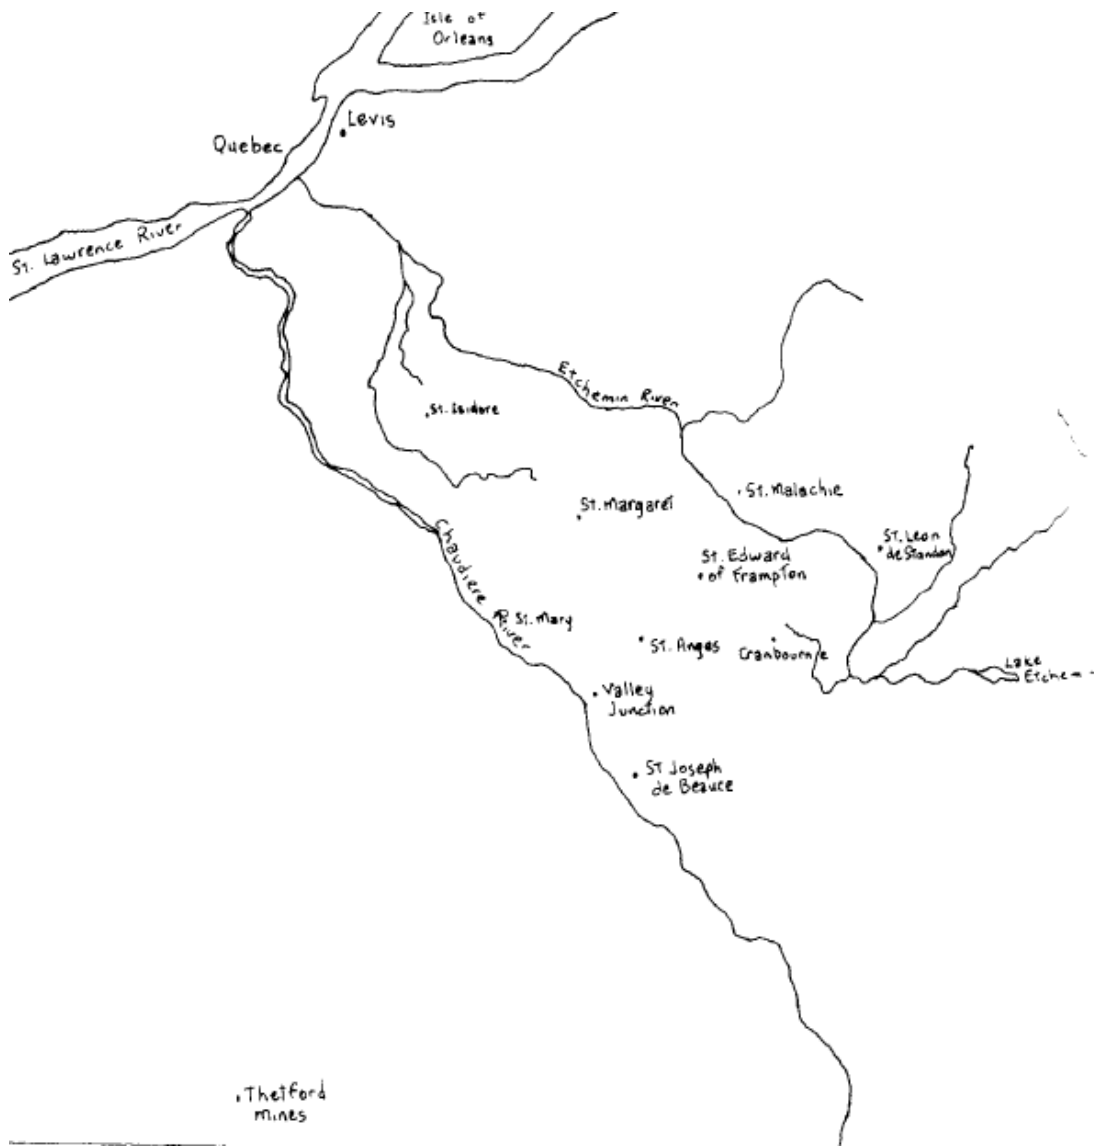 Isle of
Orleans
Levis
Quebec
St. Lawrence River
Etchemin River
St. Isidore
St. Malachie
St. Margaret
St. Leon
de Standon
St. Edward
of Frampton
Chaudiere River
St. Mary
St. Anges
Cranbourne
Lake
Etchem
Valley
Junction
St Joseph
de Beauce
Thetford
mines